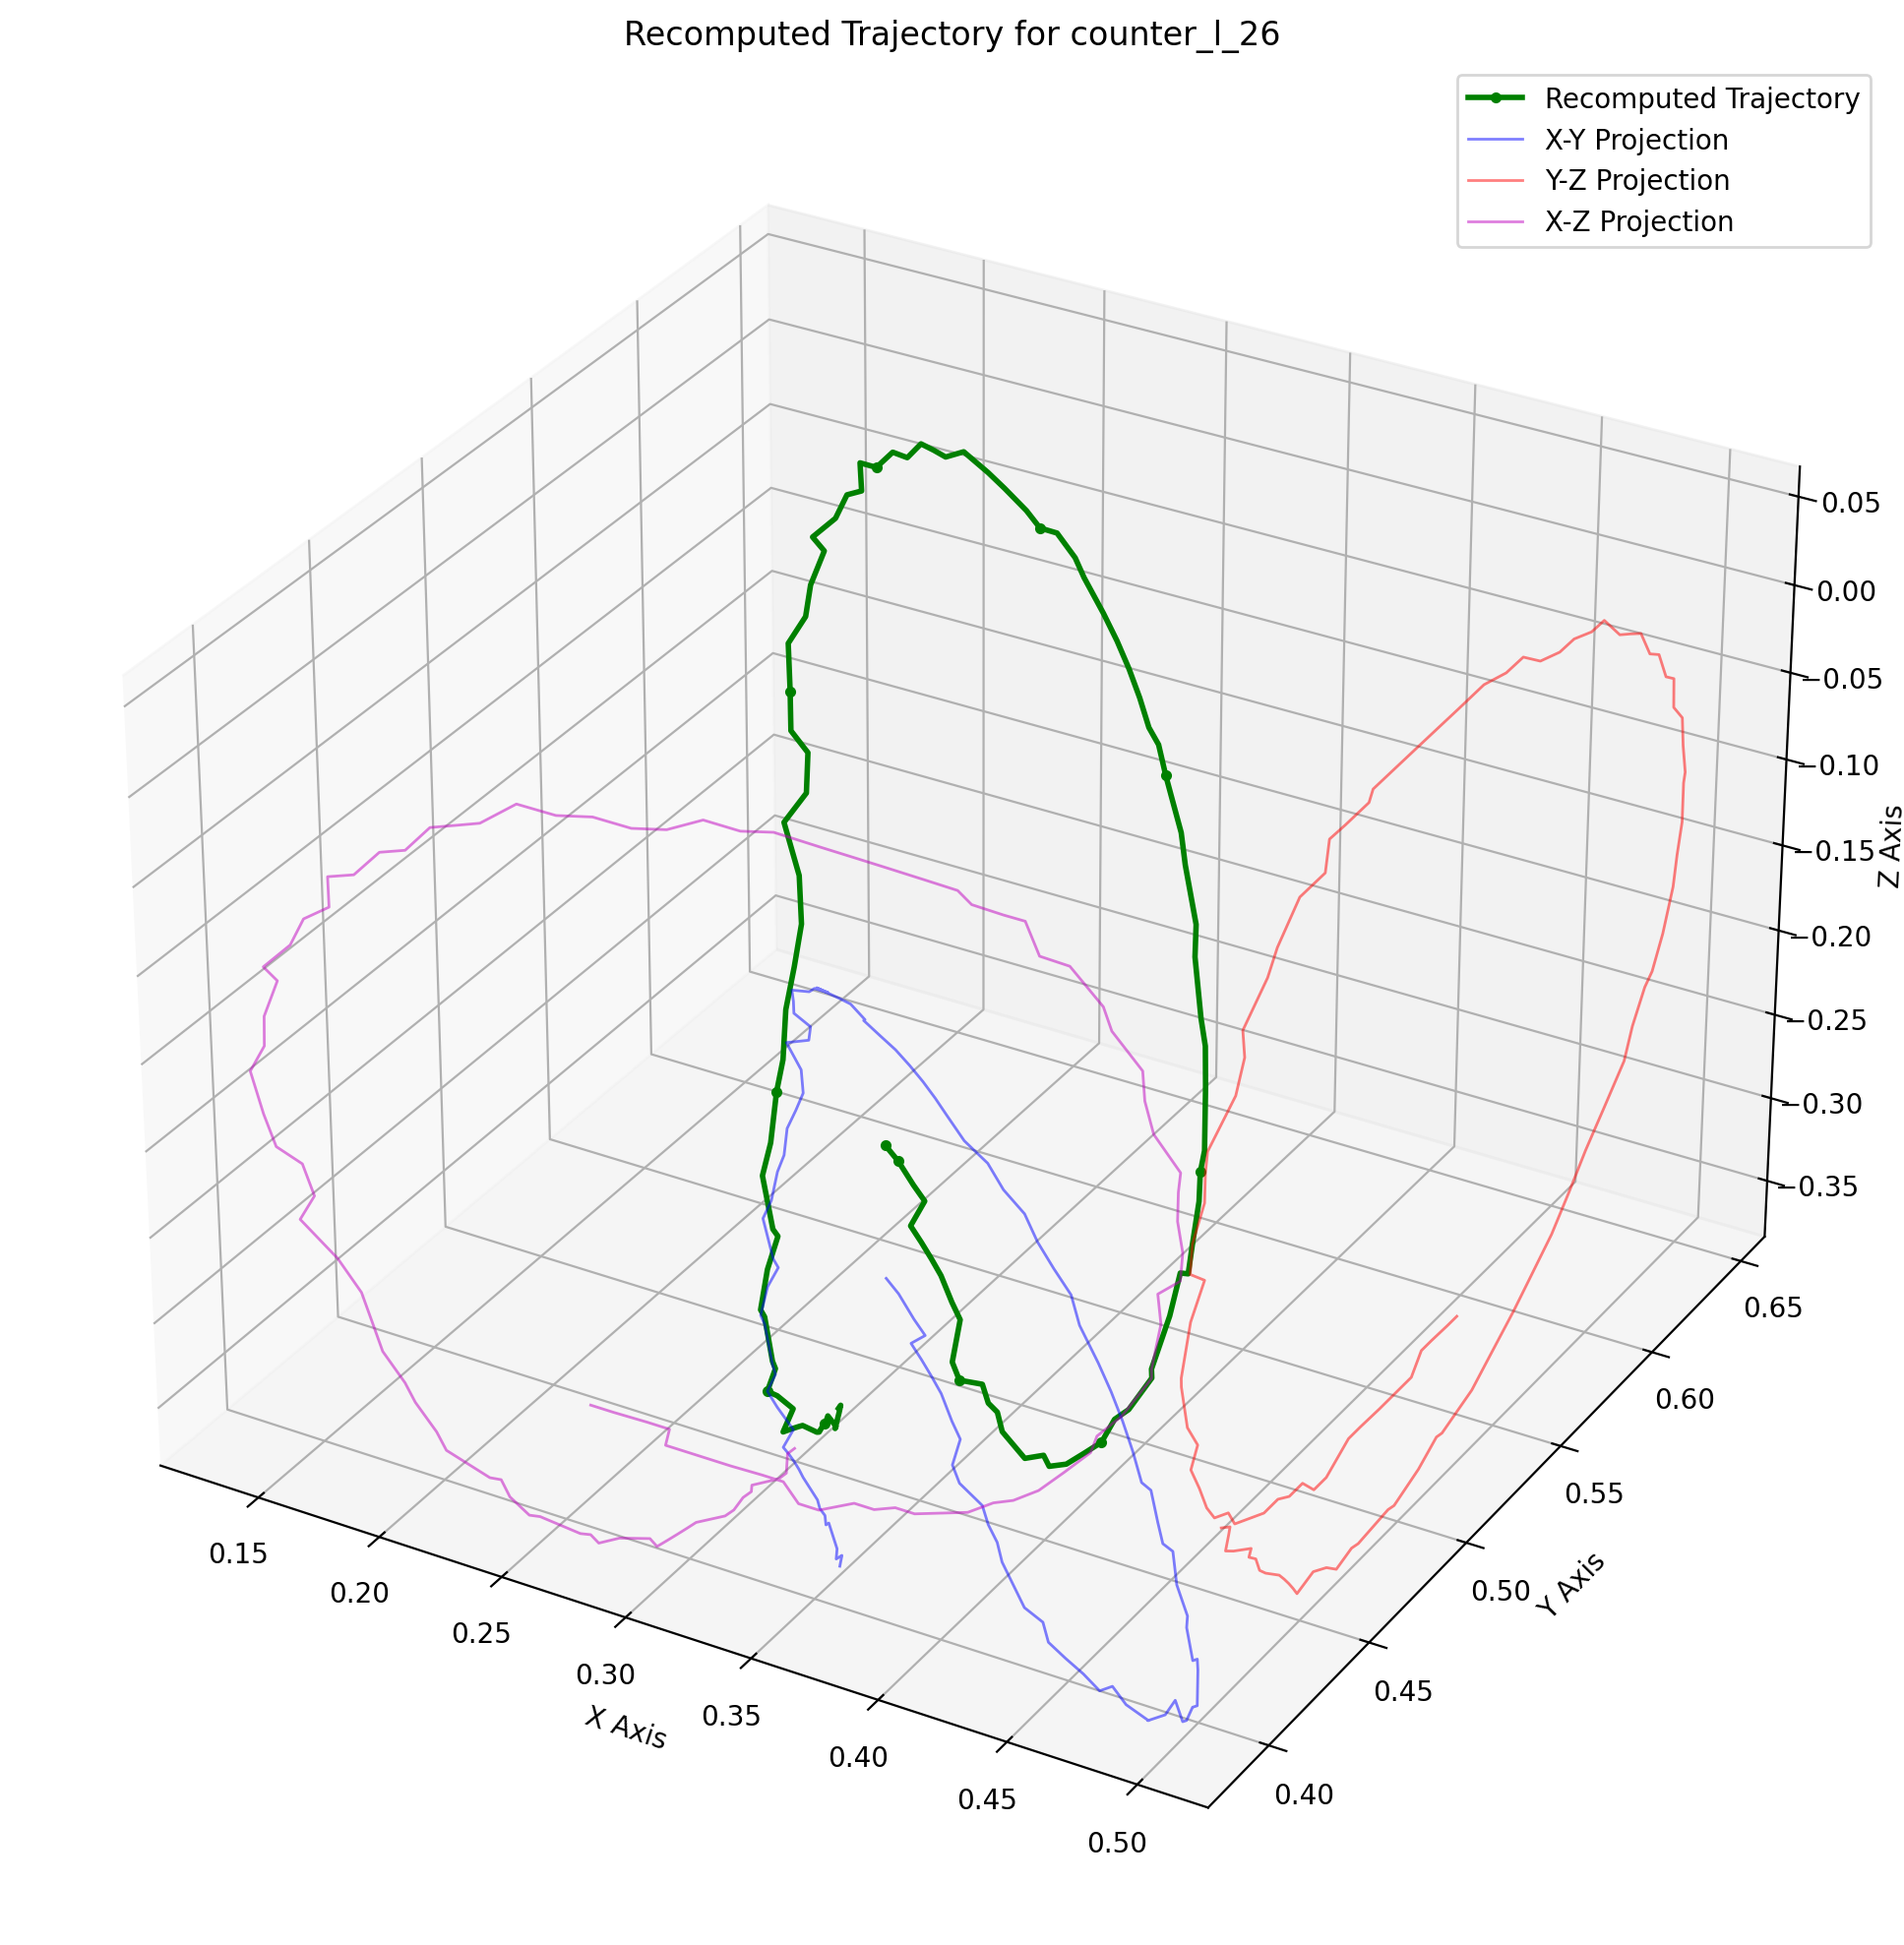 Recomputed Trajectory for counter_l_26
Recomputed Trajectory
X-Y Projection
Y-Z Projection
X-Z Projection
0.05
0.00
−0.05
−0.10
−0.15
−0.20
−0.25
−0.30
−0.35
Z Axis
0.65
0.60
0.55
0.50
0.45
0.40
Y Axis
0.15
0.20
0.25
0.30
0.35
0.40
0.45
0.50
X Axis